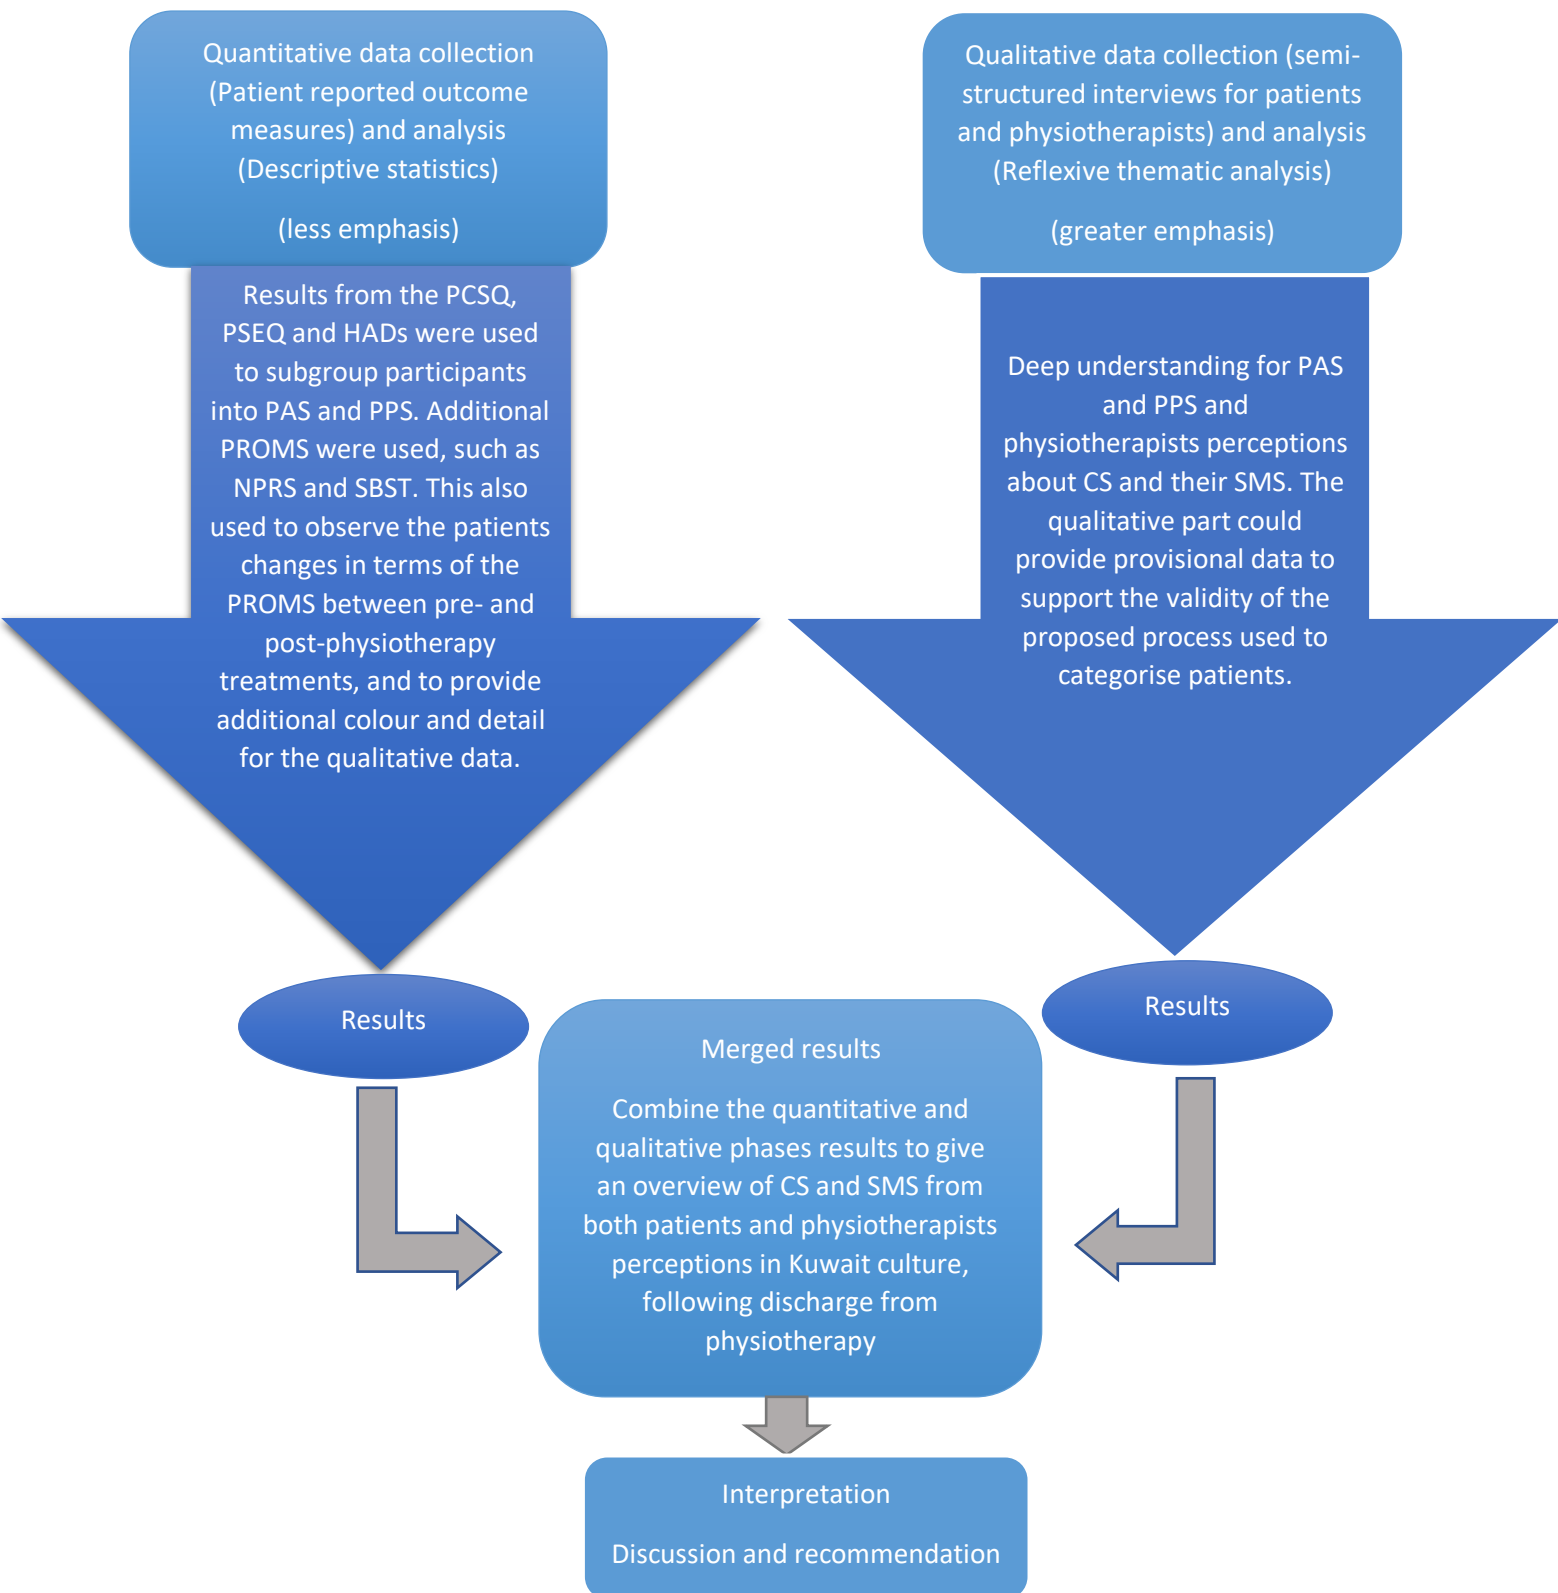 Quantitative data collection
(Patient reported outcome
measures) and analysis
(Descriptive statistics)
(less emphasis)
Results from the PCSQ,
PSEQ and HADs were used
to subgroup participants
into PAS and PPS. Additional
PROMS were used, such as
NPRS and SBST. This also
used to observe the patients
changes in terms of the
PROMS between pre- and
post-physiotherapy
treatments, and to provide
additional colour and detail
for the qualitative data.
Results
Qualitative data collection (semi-
structured interviews for patients
and physiotherapists) and analysis
(Reflexive thematic analysis)
(greater emphasis)
Deep understanding for PAS
and PPS and
physiotherapists perceptions
about CS and their SMS. The
qualitative part could
provide provisional data to
support the validity of the
proposed process used to
categorise patients.
Results
Merged results
Combine the quantitative and
qualitative phases results to give
an overview of CS and SMS from
both patients and physiotherapists
perceptions in Kuwait culture,
following discharge from
physiotherapy
Interpretation
Discussion and recommendation